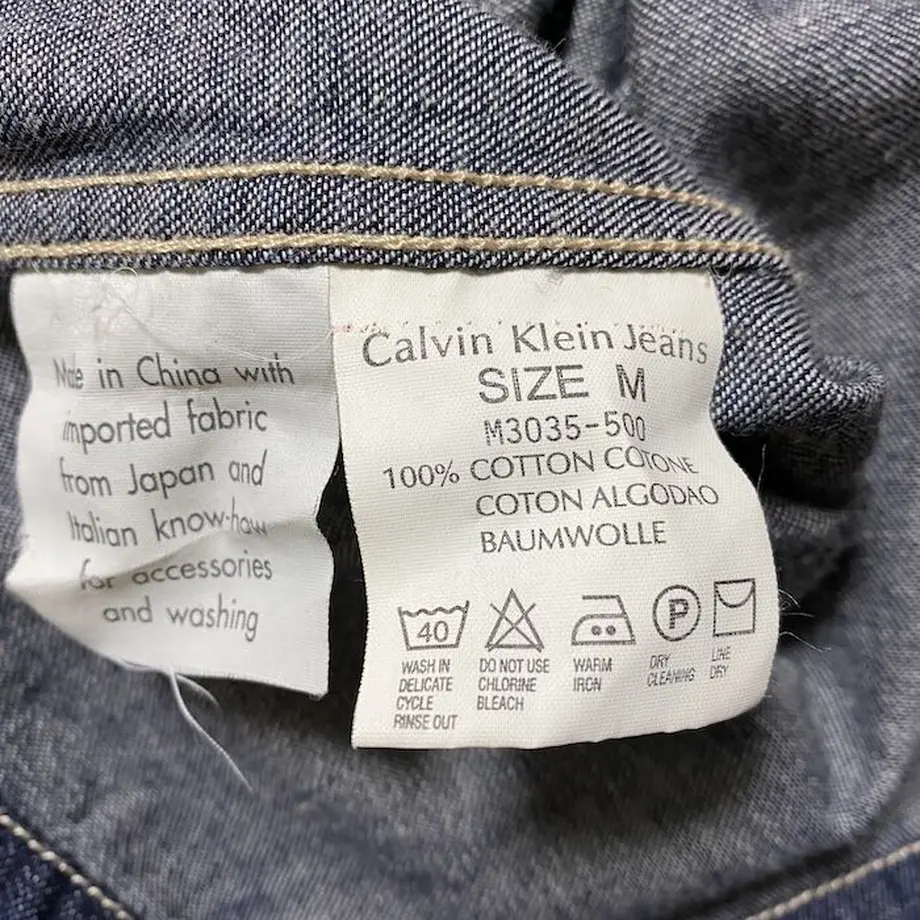 Made in China with
imported fabric
from Japan and
Italian know-how
for accessories
and washing
Calvin Klein Jeans
SIZE M
M3035-500
100% COTTON COTONE
COTON ALGODAO
BAUMWOLLE
40
P
WASH IN
DELICATE
CYCLE
RINSE OUT
DO NOT USE
CHLORINE
BLEACH
WARM
IRON
DRY
CLEANING
LINE
DRY